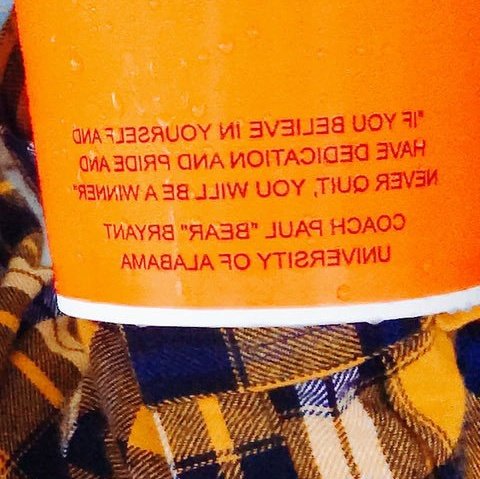 "IF YOU BELIEVE IN YOURSELF AND
HAVE DEDICATION AND PRIDE AND
NEVER QUIT, YOU WILL BE A WINNER"
COACH PAUL "BEAR" BRYANT
UNIVERSITY OF ALABAMA